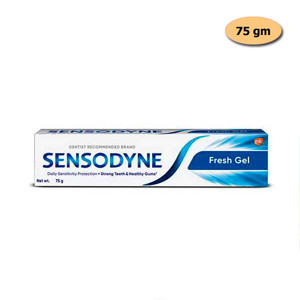 75 gm
DENTIST RECOMMENDED BRAND
SENSODYNE
Fresh Gel
Daily Sensitivity Protection • Strong Teeth & Healthy Gums*
Net wt. 75 g